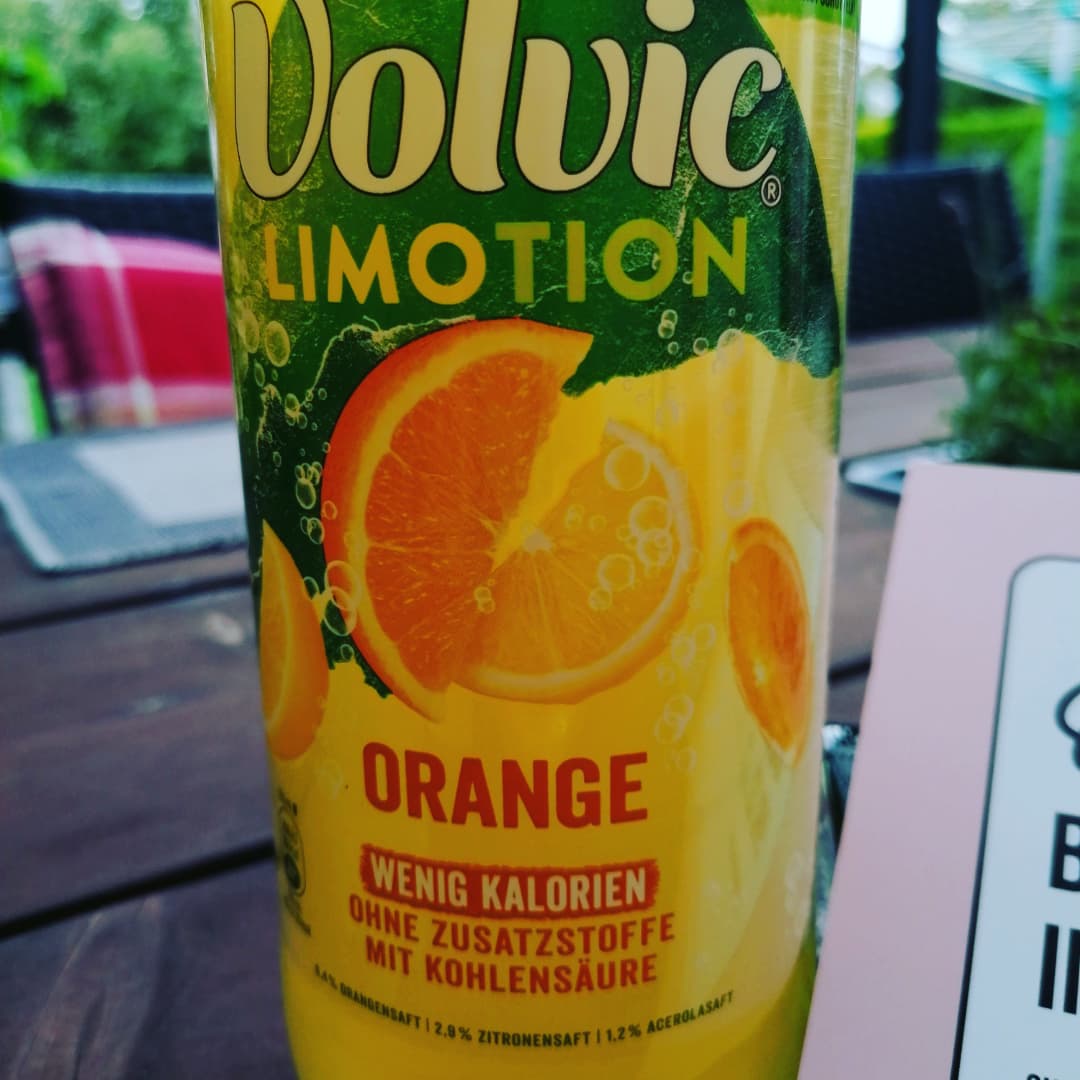 Volvic®
LIMOTION
ORANGE
WENIG KALORIEN
OHNE ZUSATZSTOFFE
MIT KOHLENSÄURE
ORANGENSAFT | 2,9% ZITRONENSAFT | 1,2% ACEROLASAFT